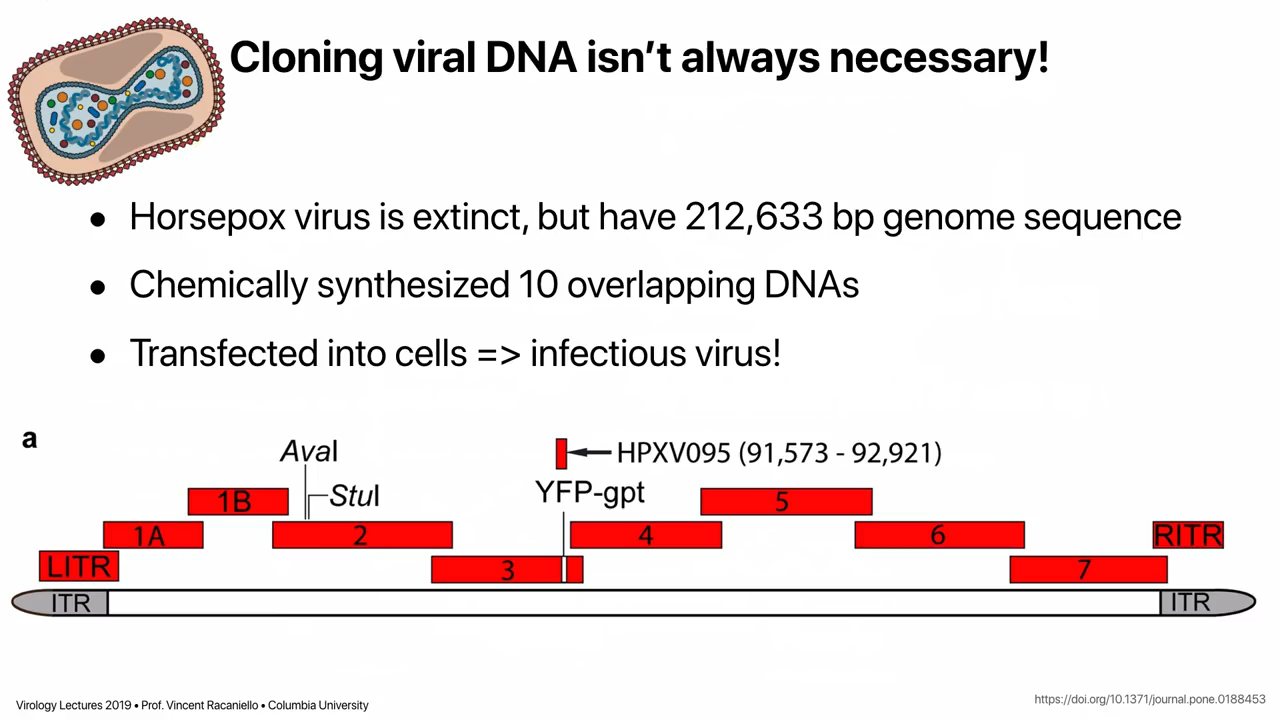 Cloning viral DNA isn't always necessary!
• Horsepox virus is extinct, but have 212,633 bp genome sequence
• Chemically synthesized 10 overlapping DNAs
• Transfected into cells => infectious virus!
a
AvaI
HPXV095 (91,573 - 92,921)
StuI
YFP-gpt
1B
5
1A
2
4
6
RITR
LITR
3
7
ITR
ITR
Virology Lectures 2019 • Prof. Vincent Racaniello • Columbia University
https://doi.org/10.1371/journal.pone.0188453